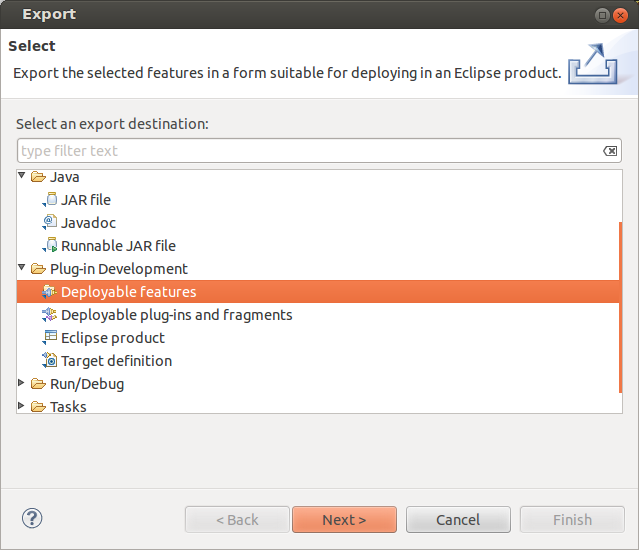 Export
Select
Export the selected features in a form suitable for deploying in an Eclipse product.
Select an export destination:
type filter text
Java
JAR file
Javadoc
Runnable JAR file
Plug-in Development
Deployable features
Deployable plug-ins and fragments
Eclipse product
Target definition
Run/Debug
Tasks
?
< Back
Next >
Cancel
Finish